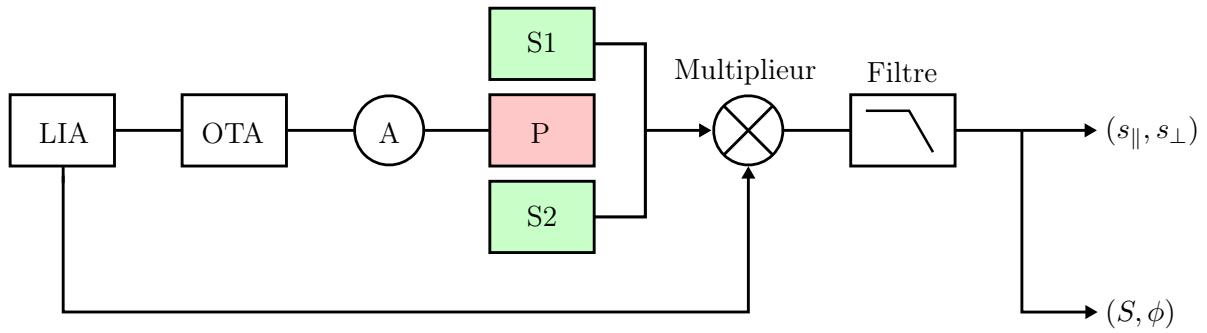 S1
Multiplieur
Filtre
LIA
OTA
A
P
(s∥, s⊥)
S2
(S, ϕ)